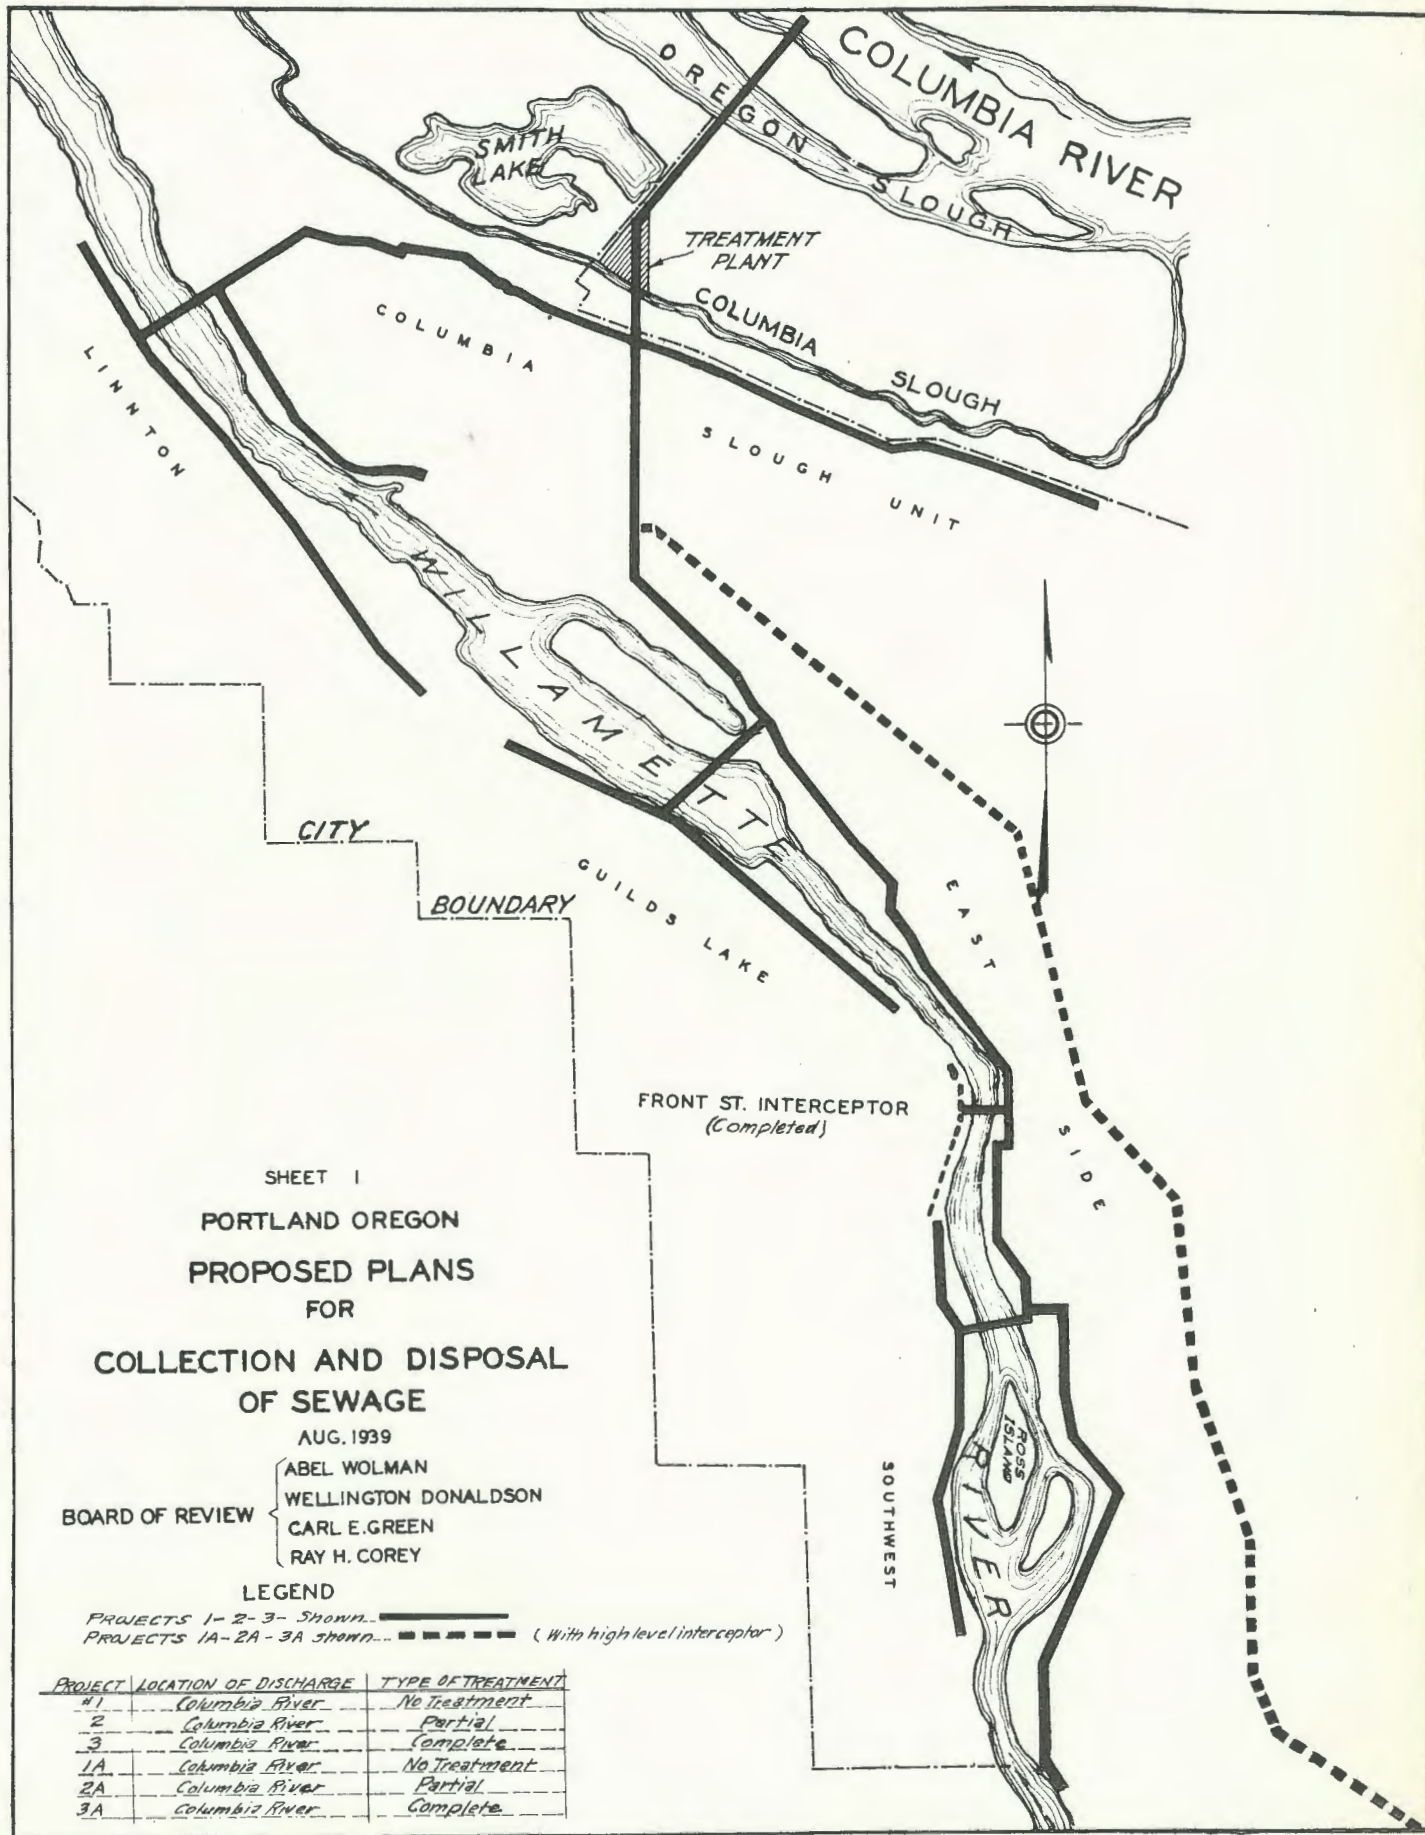 COLUMBIA RIVER
OREGON SLOUGH
SMITH
LAKE
TREATMENT
PLANT
COLUMBIA SLOUGH
COLUMBIA SLOUGH UNIT
LINNTON
WILLAMETTE RIVER
CITY BOUNDARY
GUILDS LAKE
EAST SIDE
FRONT ST. INTERCEPTOR
(Completed)
ROSS
ISLAND
SOUTHWEST
SHEET 1
PORTLAND OREGON
PROPOSED PLANS
FOR
COLLECTION AND DISPOSAL
OF SEWAGE
AUG. 1939
BOARD OF REVIEW
ABEL WOLMAN
WELLINGTON DONALDSON
CARL E. GREEN
RAY H. COREY
LEGEND
PROJECTS 1-2-3- Shown
PROJECTS 1A-2A-3A shown (With high level interceptor)
PROJECT LOCATION OF DISCHARGE TYPE OF TREATMENT
#1 Columbia River No Treatment
2 Columbia River Partial
3 Columbia River Complete
1A Columbia River No Treatment
2A Columbia River Partial
3A Columbia River Complete